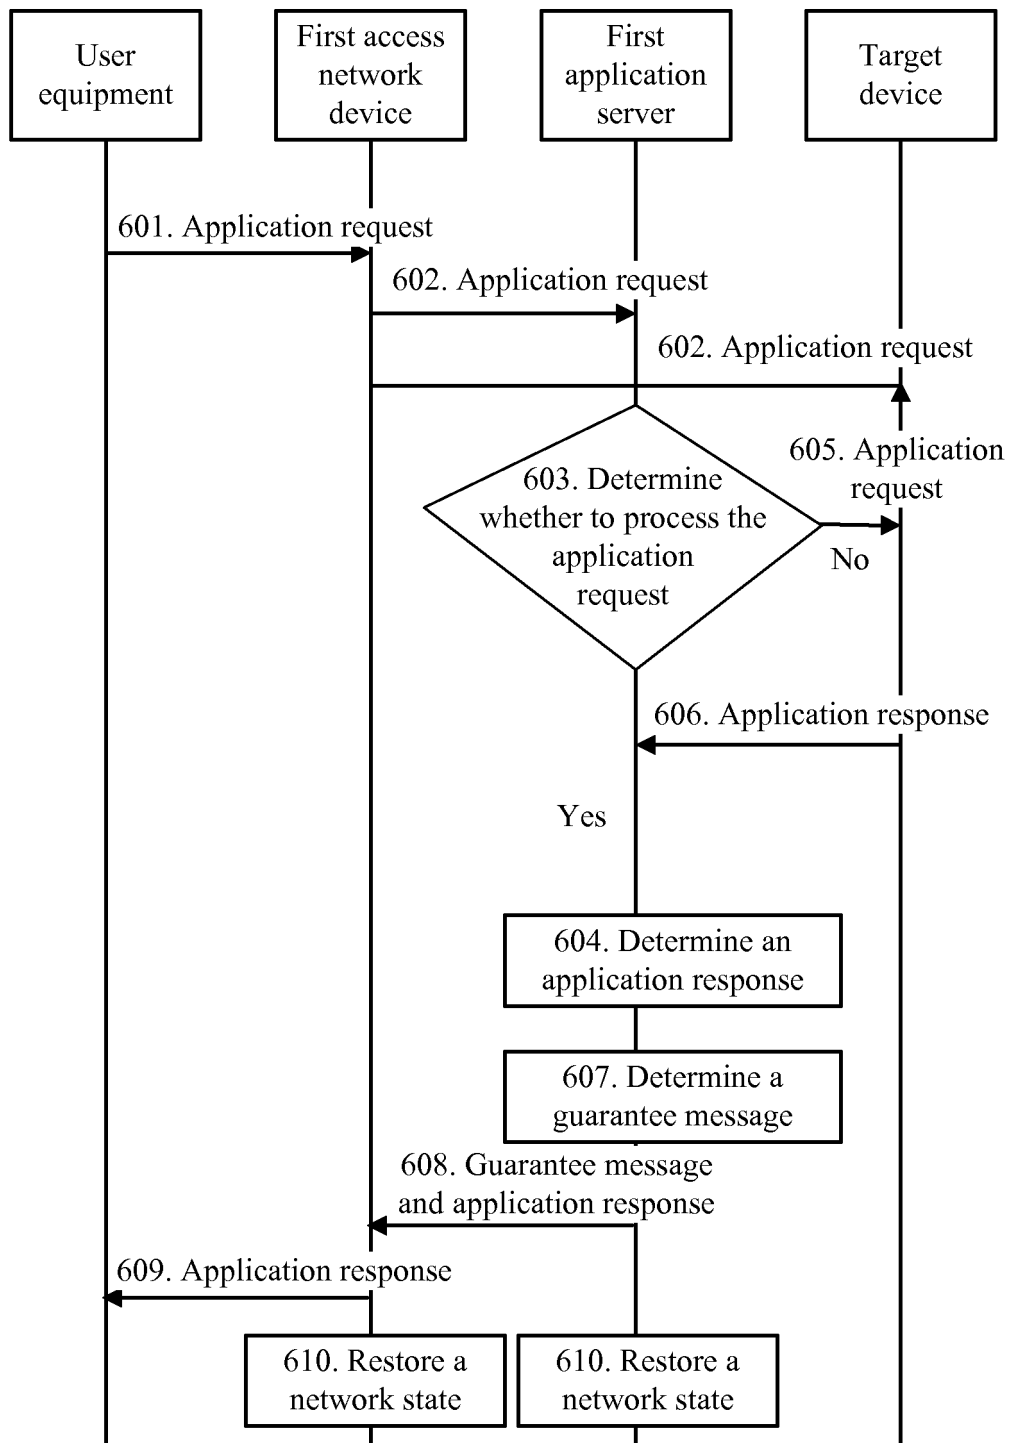 User
equipment
First access
network
device
First
application
server
Target
device
601. Application request
602. Application request
602. Application request
605. Application
request
603. Determine
whether to process the
application
request
No
606. Application response
Yes
604. Determine an
application response
607. Determine a
guarantee message
608. Guarantee message
and application response
609. Application response
610. Restore a
network state
610. Restore a
network state